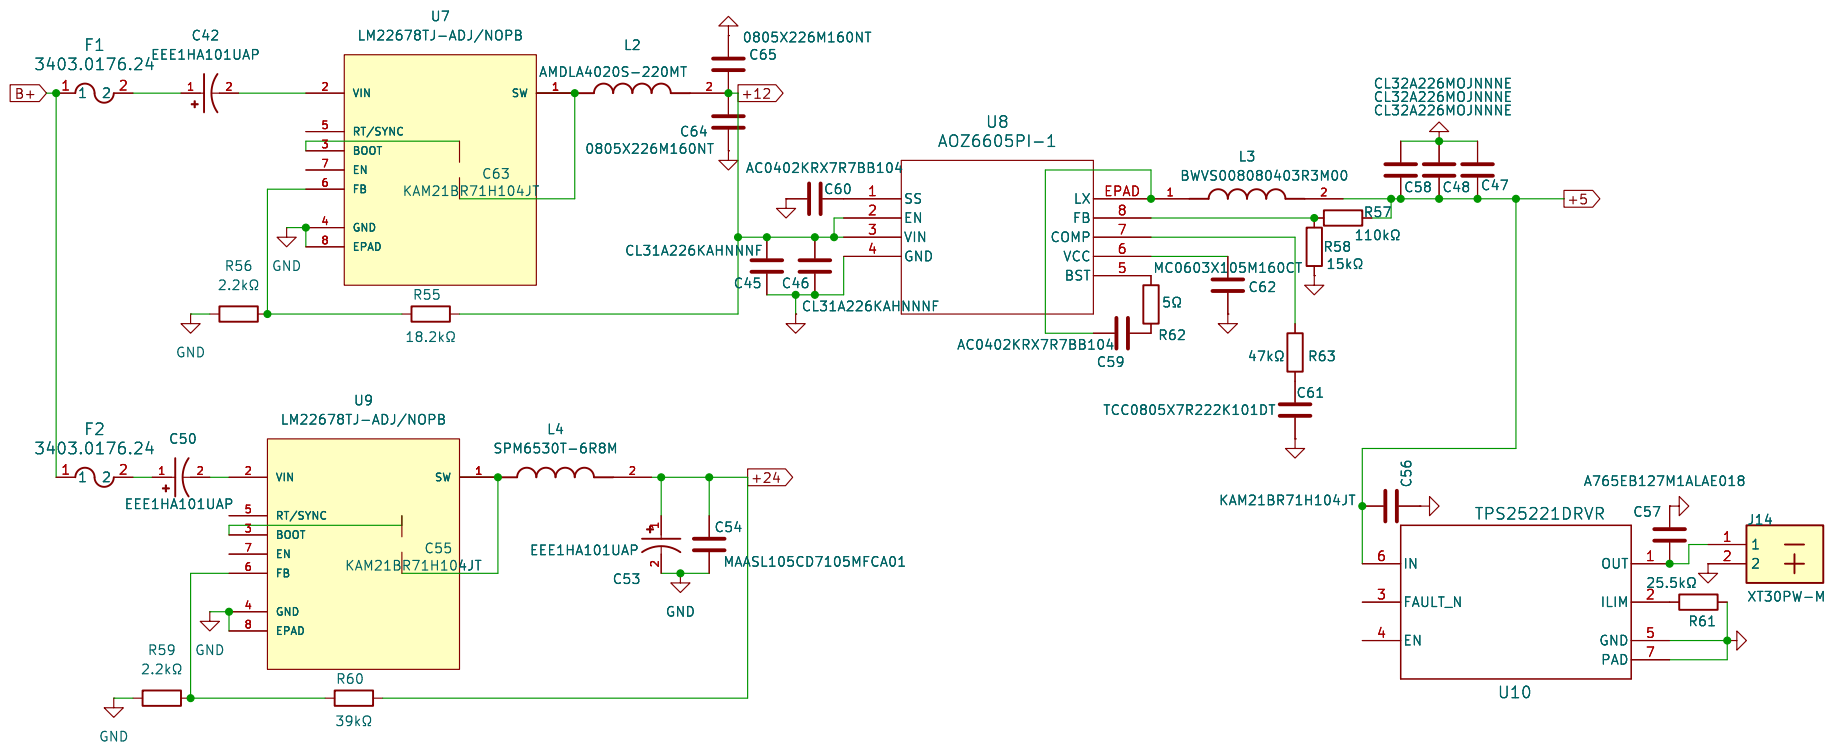 U7
LM22678TJ-ADJ/NOPB
F1
3403.0176.24
C42
EEE1HA101UAP
B+
1
1 2
2
1
+
2
2
VIN
5
RT/SYNC
3
BOOT
7
EN
6
FB
4
GND
8
EPAD
SW
1
C63
KAM21BR71H104JT
GND
R56
2.2kΩ
GND
R55
18.2kΩ
L2
AMDLA4020S-220MT
2
0805X226M160NT
C65
+12
C64
0805X226M160NT
U8
AOZ6605PI-1
AC0402KRX7R7BB104
C60
1
SS
2
EN
3
VIN
4
GND
CL31A226KAHNNNF
C45
C46
CL31A226KAHNNNF
LX
EPAD
FB
8
COMP
7
VCC
6
BST
5
AC0402KRX7R7BB104
C59
5Ω
R62
L3
BWVS008080403R3M00
1
2
CL32A226MOJNNNE
CL32A226MOJNNNE
CL32A226MOJNNNE
C58
C48
C47
+5
R57
110kΩ
R58
15kΩ
MC0603X105M160CT
C62
47kΩ
R63
C61
TCC0805X7R222K101DT
U9
LM22678TJ-ADJ/NOPB
F2
3403.0176.24
C50
EEE1HA101UAP
1
1 2
2
1
+
2
2
VIN
5
RT/SYNC
3
BOOT
7
EN
6
FB
4
GND
8
EPAD
SW
1
C55
KAM21BR71H104JT
GND
R59
2.2kΩ
GND
R60
39kΩ
L4
SPM6530T-6R8M
2
+24
+
1
2
EEE1HA101UAP
C53
C54
MAASL105CD7105MFCA01
GND
C56
KAM21BR71H104JT
TPS25221DRVR
6
IN
3
FAULT_N
4
EN
OUT
1
ILIM
2
GND
5
PAD
7
U10
A765EB127M1ALAE018
C57
25.5kΩ
R61
J14
1
1
2
2
XT30PW-M